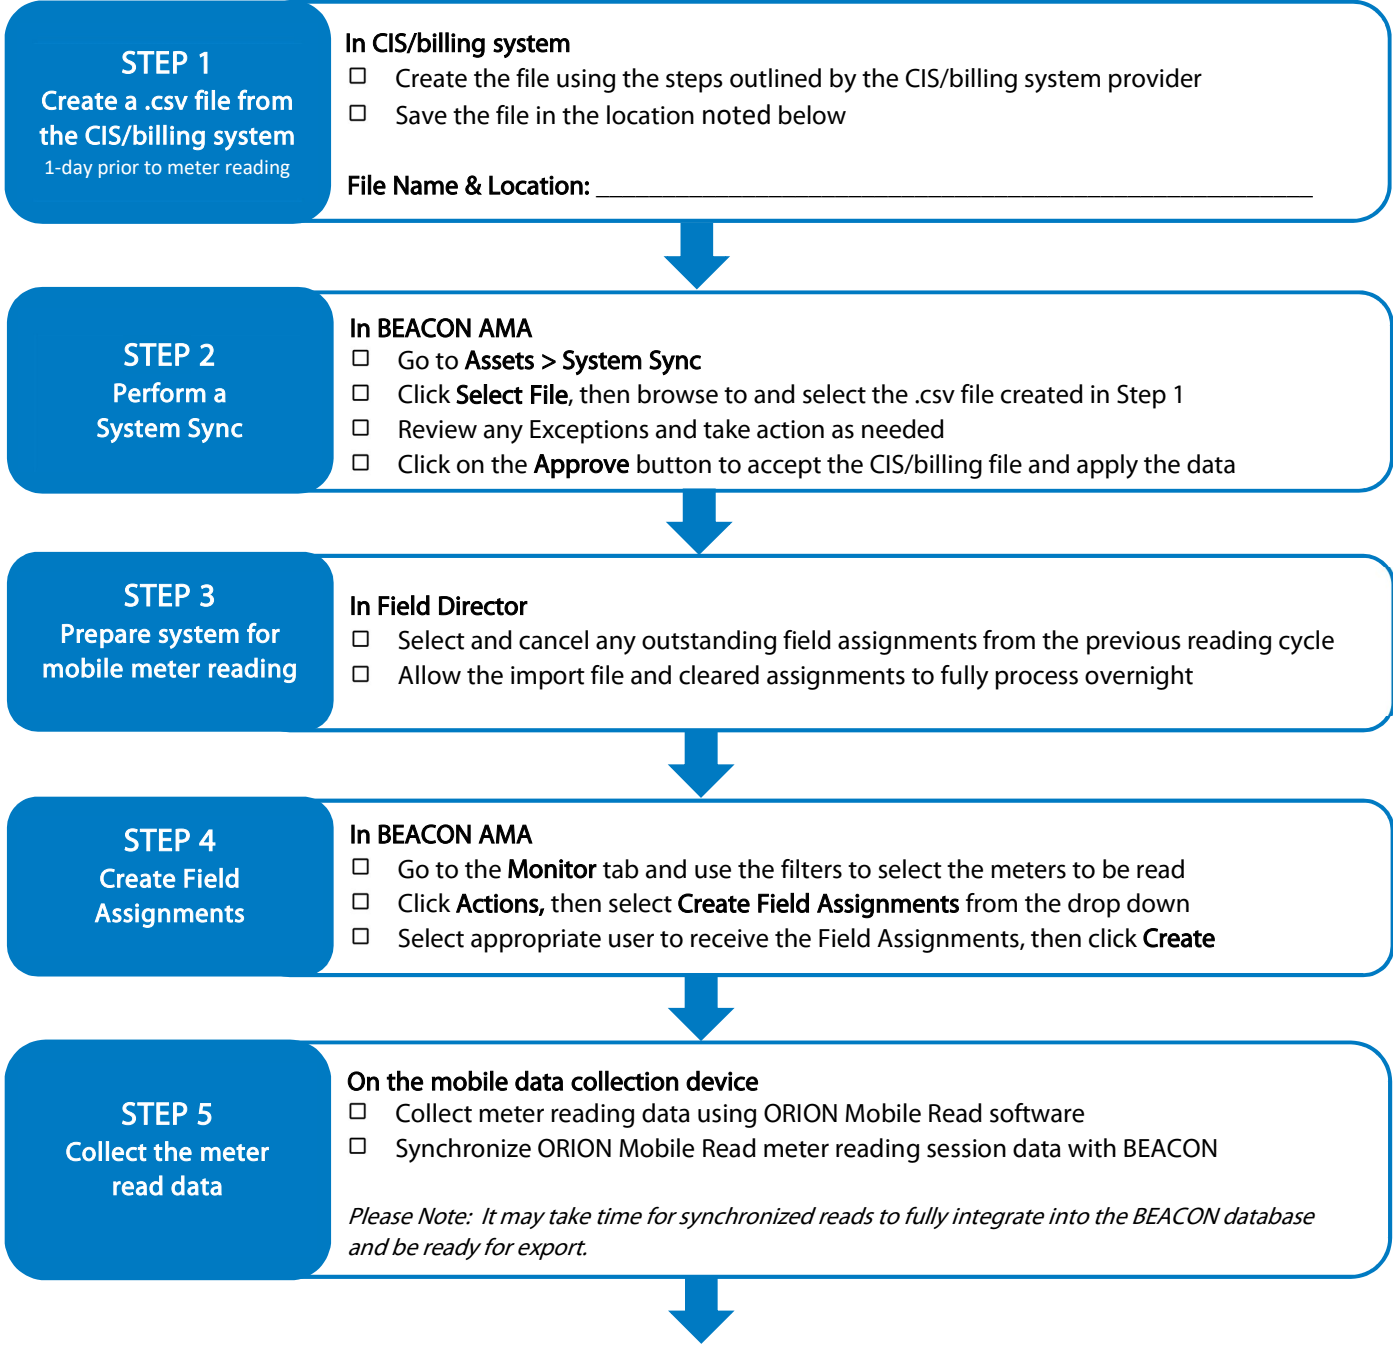 STEP 1
Create a .csv file from
the CIS/billing system
1-day prior to meter reading
In CIS/billing system
☐ Create the file using the steps outlined by the CIS/billing system provider
☐ Save the file in the location noted below
File Name & Location: ______________________________________________________
STEP 2
Perform a
System Sync
In BEACON AMA
☐ Go to Assets > System Sync
☐ Click Select File, then browse to and select the .csv file created in Step 1
☐ Review any Exceptions and take action as needed
☐ Click on the Approve button to accept the CIS/billing file and apply the data
STEP 3
Prepare system for
mobile meter reading
In Field Director
☐ Select and cancel any outstanding field assignments from the previous reading cycle
☐ Allow the import file and cleared assignments to fully process overnight
STEP 4
Create Field
Assignments
In BEACON AMA
☐ Go to the Monitor tab and use the filters to select the meters to be read
☐ Click Actions, then select Create Field Assignments from the drop down
☐ Select appropriate user to receive the Field Assignments, then click Create
STEP 5
Collect the meter
read data
On the mobile data collection device
☐ Collect meter reading data using ORION Mobile Read software
☐ Synchronize ORION Mobile Read meter reading session data with BEACON
Please Note: It may take time for synchronized reads to fully integrate into the BEACON database
and be ready for export.